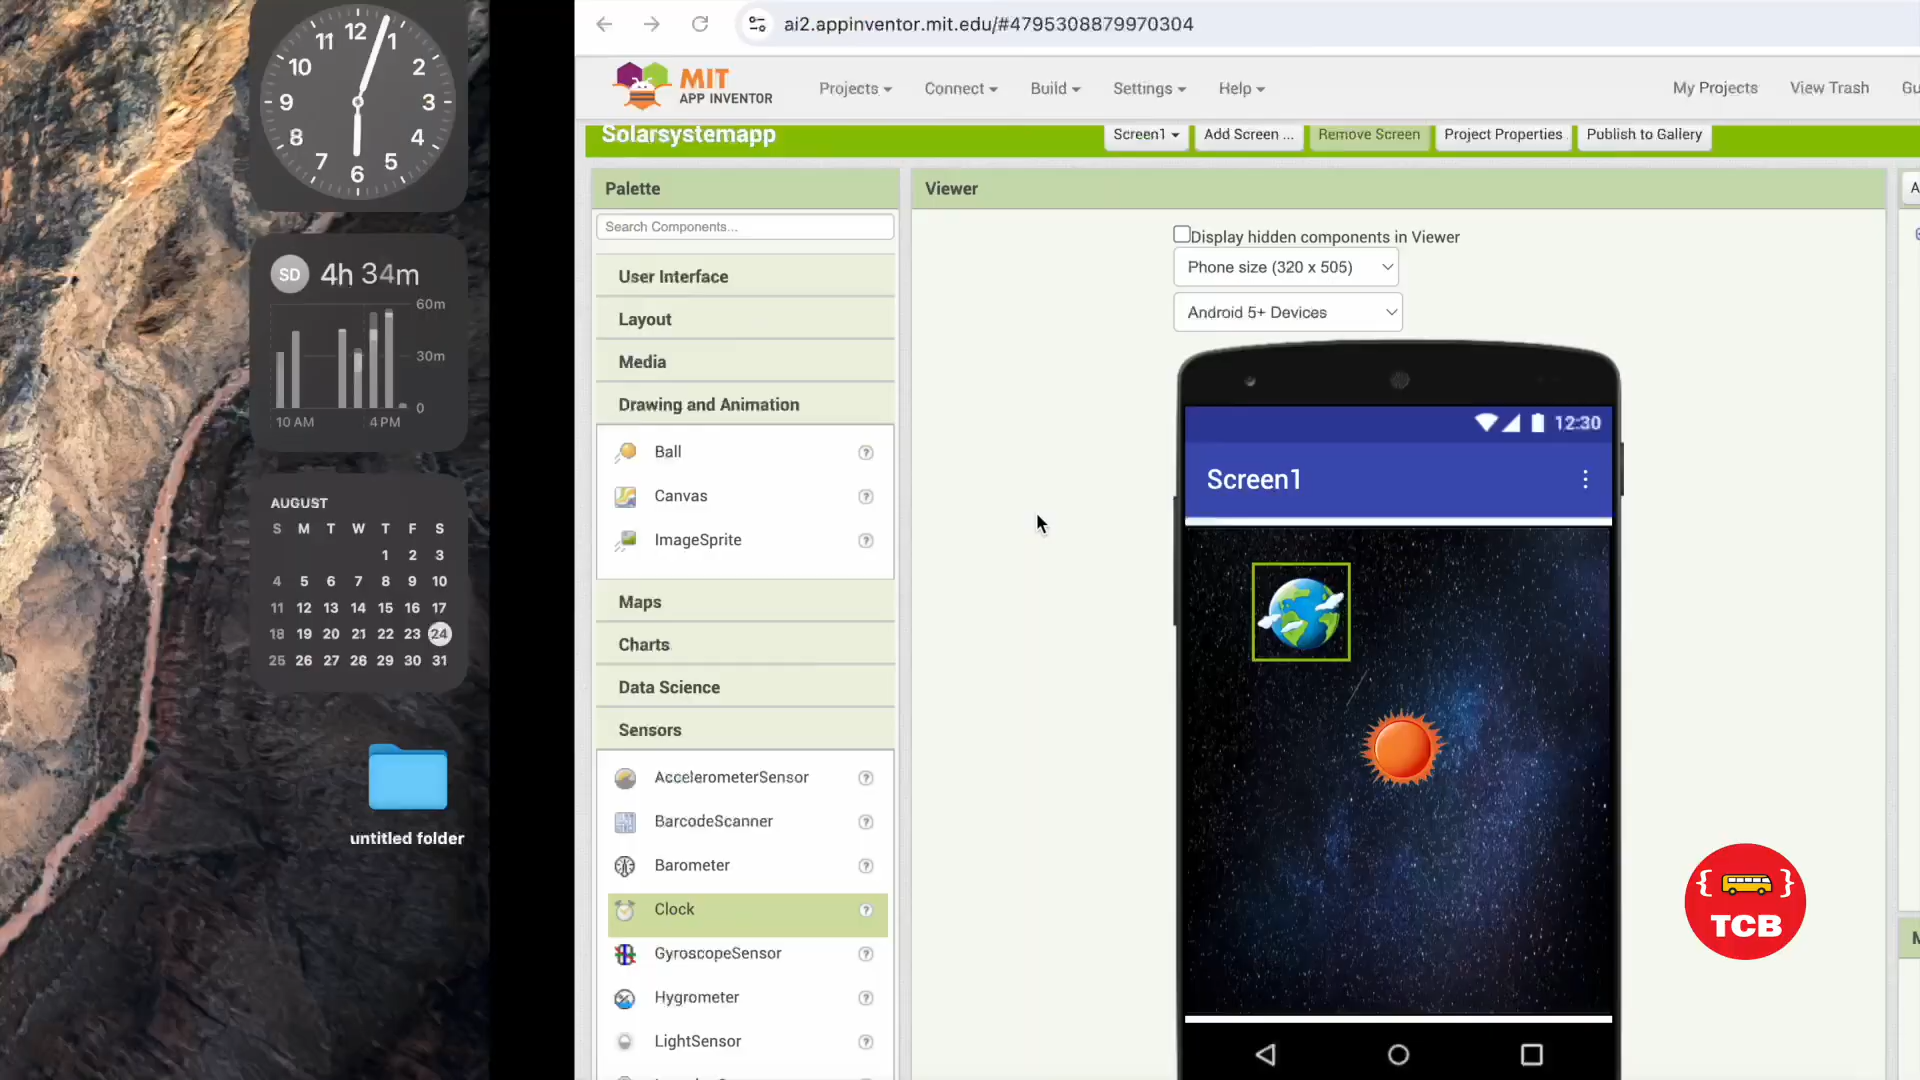 12
1
2
3
4
5
6
7
8
9
10
11
SD 4h 34m
60m
30m
0
10 AM 4 PM
AUGUST
S M T W T F S
1 2 3
4 5 6 7 8 9 10
11 12 13 14 15 16 17
18 19 20 21 22 23 24
25 26 27 28 29 30 31
untitled folder
ai2.appinventor.mit.edu/#4795308879970304
MIT
APP INVENTOR
Projects Connect Build Settings Help My Projects View Trash Gu
Solarsystemapp Screen1 Add Screen ... Remove Screen Project Properties Publish to Gallery
Palette
Search Components...
User Interface
Layout
Media
Drawing and Animation
Ball ?
Canvas ?
ImageSprite ?
Maps
Charts
Data Science
Sensors
AccelerometerSensor ?
BarcodeScanner ?
Barometer ?
Clock ?
GyroscopeSensor ?
Hygrometer ?
LightSensor ?
Viewer
Display hidden components in Viewer
Phone size (320 x 505)
Android 5+ Devices
12:30
Screen1
{ }
TCB